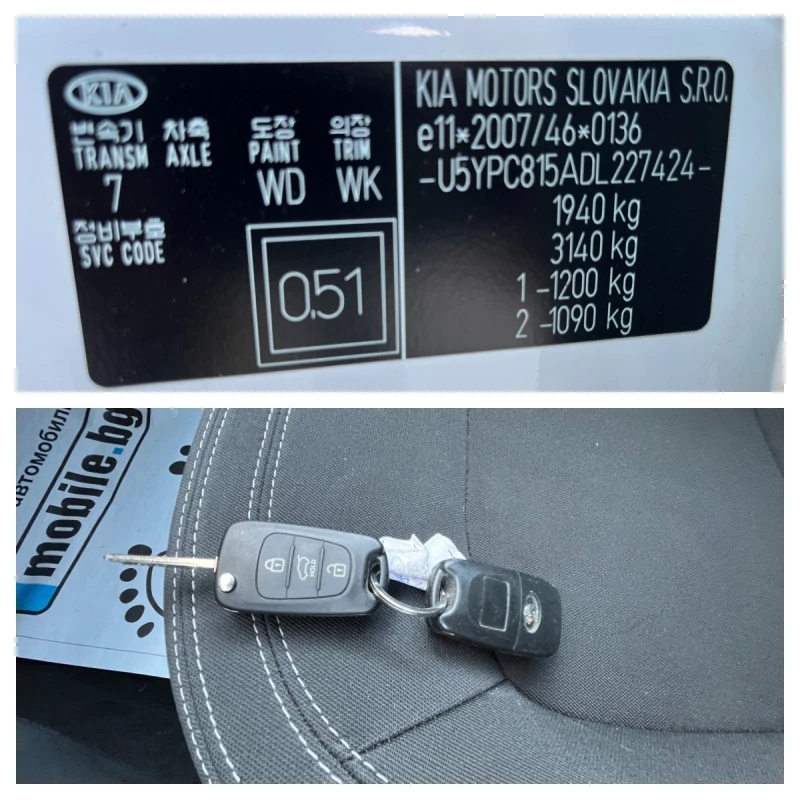 KIA
변속기 차축 도장 의장
TRANSM AXLE PAINT TRIM
7 WD WK
정비부호
SVC CODE
0.51
KIA MOTORS SLOVAKIA S.R.O.
e11*2007/46*0136
-U5YPC815ADL227424-
1940 kg
3140 kg
1 -1200 kg
2 -1090 kg
автомобили
mobile.bg
HOLD